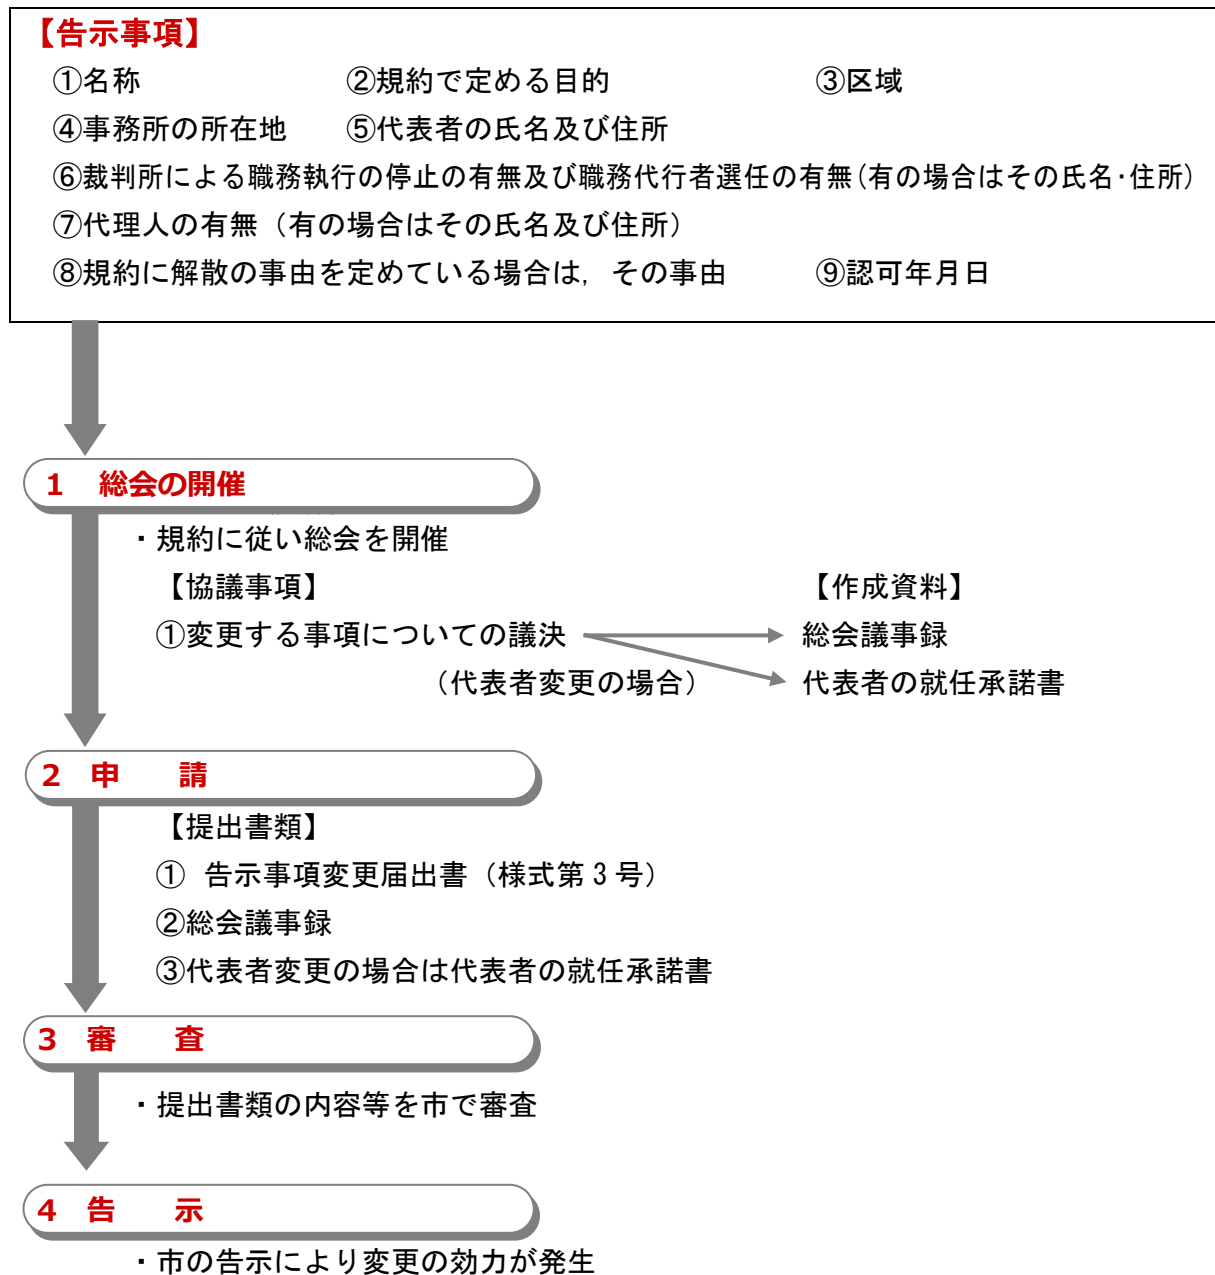 【告示事項】
①名称 ②規約で定める目的 ③区域
④事務所の所在地 ⑤代表者の氏名及び住所
⑥裁判所による職務執行の停止の有無及び職務代行者選任の有無(有の場合はその氏名・住所)
⑦代理人の有無(有の場合はその氏名及び住所)
⑧規約に解散の事由を定めている場合は,その事由 ⑨認可年月日
1 総会の開催
・規約に従い総会を開催
【協議事項】 【作成資料】
①変更する事項についての議決 総会議事録
(代表者変更の場合) 代表者の就任承諾書
2 申 請
【提出書類】
① 告示事項変更届出書(様式第3号)
②総会議事録
③代表者変更の場合は代表者の就任承諾書
3 審 査
・提出書類の内容等を市で審査
4 告 示
・市の告示により変更の効力が発生